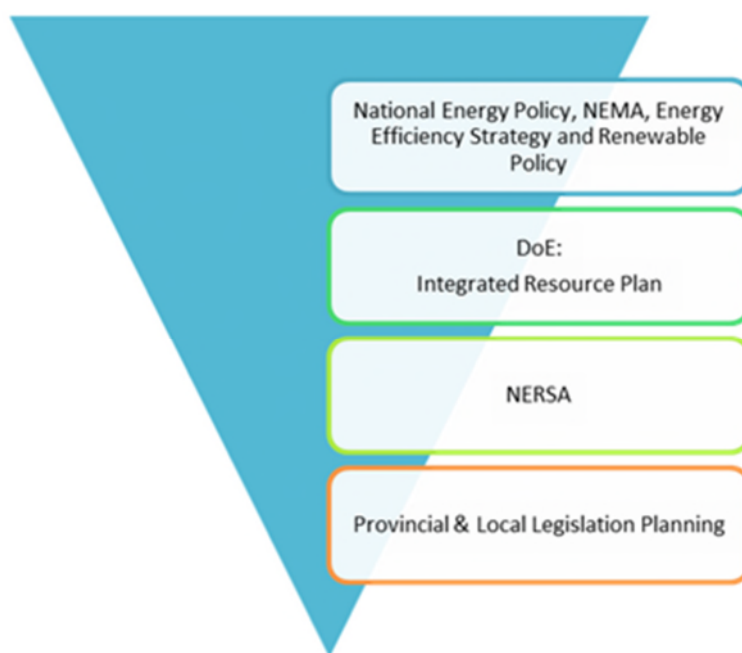 National Energy Policy, NEMA, Energy
Efficiency Strategy and Renewable
Policy
DoE:
Integrated Resource Plan
NERSA
Provincial & Local Legislation Planning